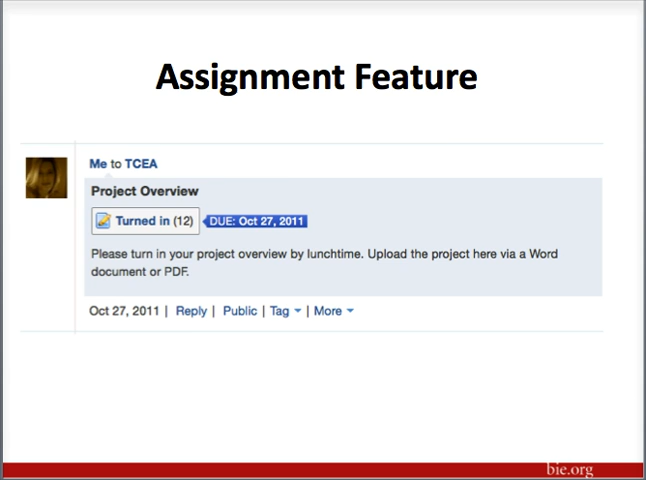 Assignment Feature
Me to TCEA
Project Overview
Turned in (12) DUE: Oct 27, 2011
Please turn in your project overview by lunchtime. Upload the project here via a Word
document or PDF.
Oct 27, 2011 | Reply | Public | Tag | More
bie.org